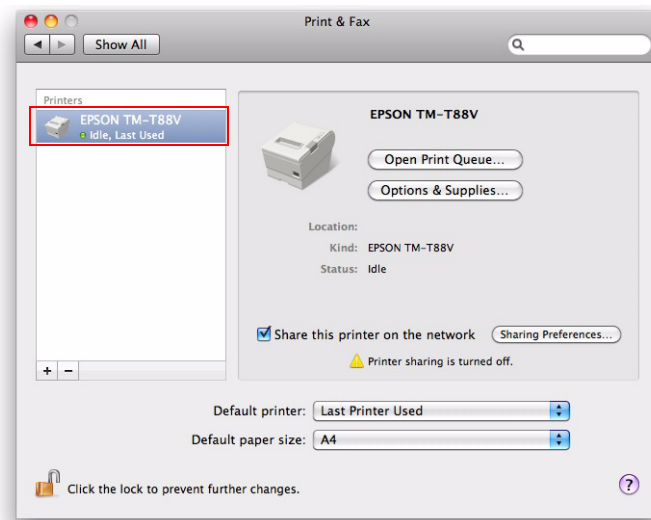 Print & Fax
Show All
Printers
EPSON TM-T88V
Idle, Last Used
EPSON TM-T88V
Open Print Queue...
Options & Supplies...
Location:
Kind: EPSON TM-T88V
Status: Idle
Share this printer on the network Sharing Preferences...
Printer sharing is turned off.
+ −
Default printer: Last Printer Used
Default paper size: A4
Click the lock to prevent further changes. ?